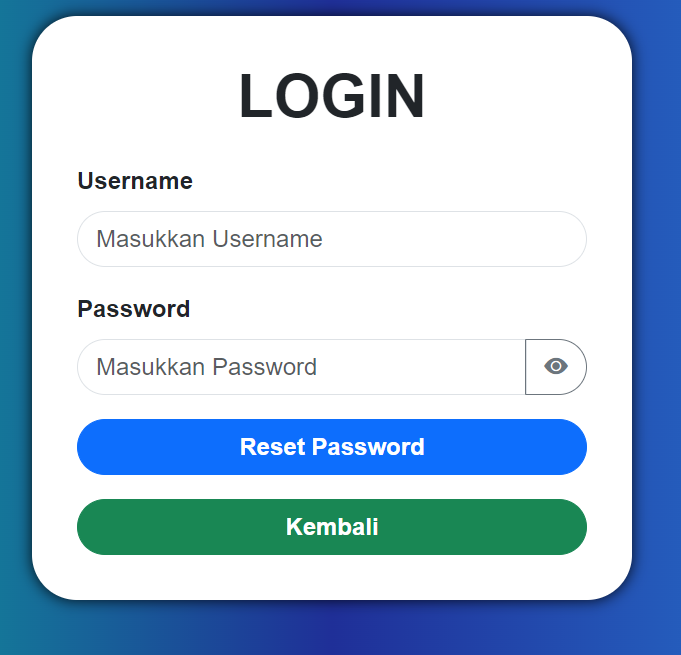 LOGIN
Username
Masukkan Username
Password
Masukkan Password
Reset Password
Kembali